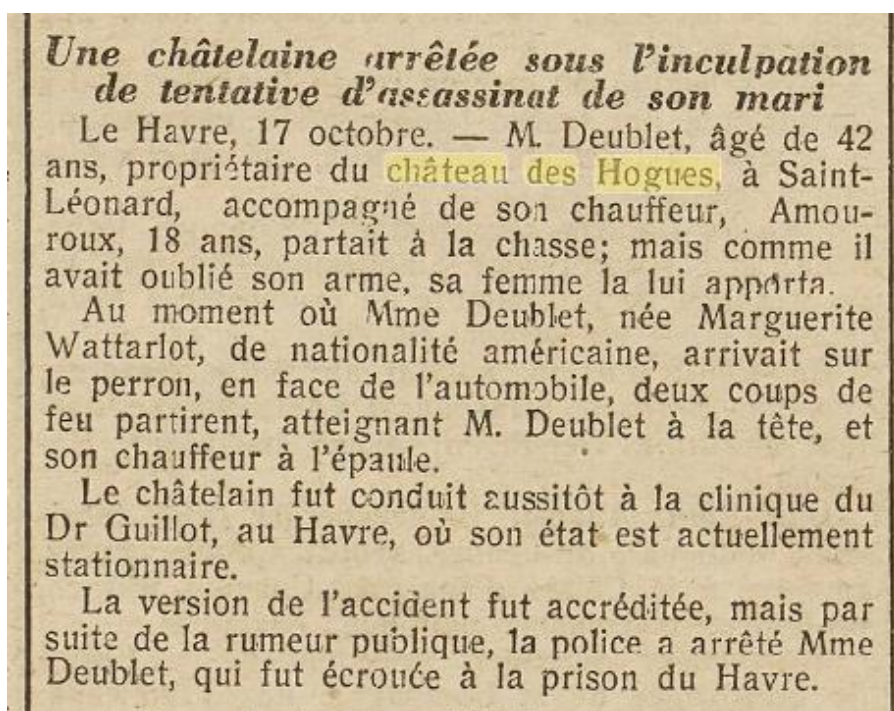 Une châtelaine arrêtée sous l'inculpation
de tentative d'assassinat de son mari
Le Havre, 17 octobre. — M. Deublet, âgé de 42
ans, propriétaire du château des Hogues, à Saint-
Léonard, accompagné de son chauffeur, Amou-
roux, 18 ans, partait à la chasse; mais comme il
avait oublié son arme, sa femme la lui apporta.
Au moment où Mme Deublet, née Marguerite
Wattarlot, de nationalité américaine, arrivait sur
le perron, en face de l'automobile, deux coups de
feu partirent, atteignant M. Deublet à la tête, et
son chauffeur à l'épaule.
Le châtelain fut conduit aussitôt à la clinique du
Dr Guillot, au Havre, où son état est actuellement
stationnaire.
La version de l'accident fut accréditée, mais par
suite de la rumeur publique, la police a arrêté Mme
Deublet, qui fut écrouée à la prison du Havre.